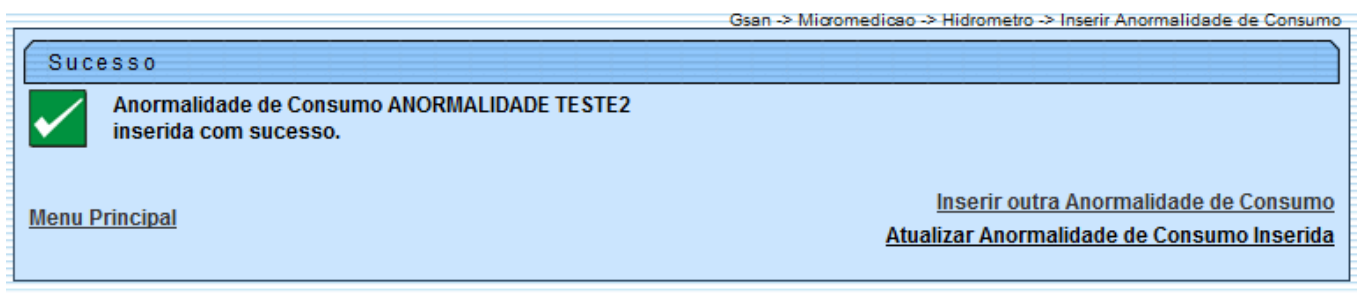 Gsan -> Micromedicao -> Hidrometro -> Inserir Anormalidade de Consumo
Sucesso
Anormalidade de Consumo ANORMALIDADE TESTE2
inserida com sucesso.
Inserir outra Anormalidade de Consumo
Menu Principal
Atualizar Anormalidade de Consumo Inserida